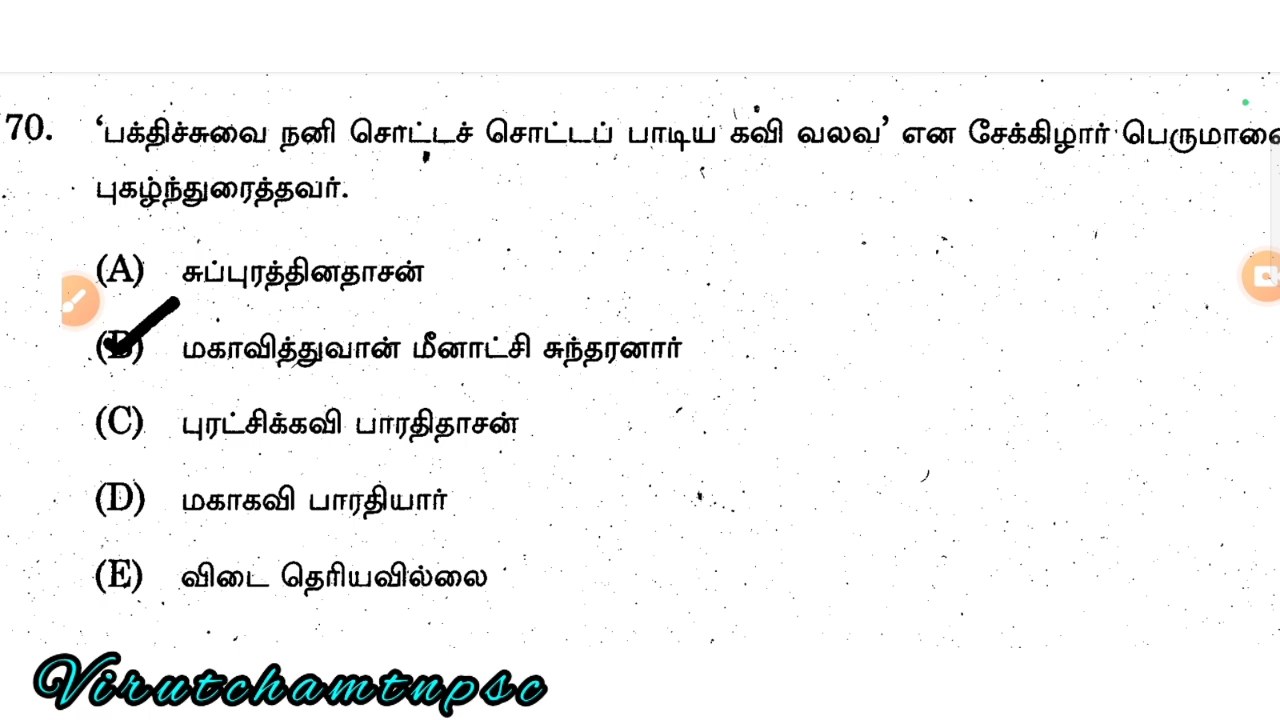 70. ‘பக்திச்சுவை நனி சொட்டச் சொட்டப் பாடிய கவி வலவ’ என சேக்கிழார்
புகழ்ந்துரைத்தவர்.
(A) சுப்புரத்தினதாசன்
(B) மகாவித்துவான் மீனாட்சி சுந்தரனார்
(C) புரட்சிக்கவி பாரதிதாசன்
(D) மகாகவி பாரதியார்
(E) விடை தெரியவில்லை
Virutchamtnpsc